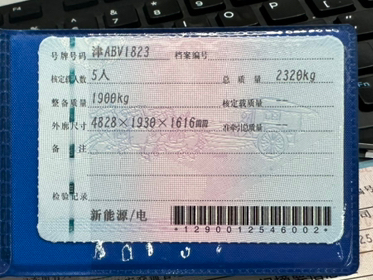 号牌号码 津ABV1823 档案编号
核定载人数 5人 总质量 2320kg
整备质量 1900kg 核定载质量
外廓尺寸 4828×1930×1616mm 准牵引总质量
备注
检验记录
新能源/电
*1290012546002*